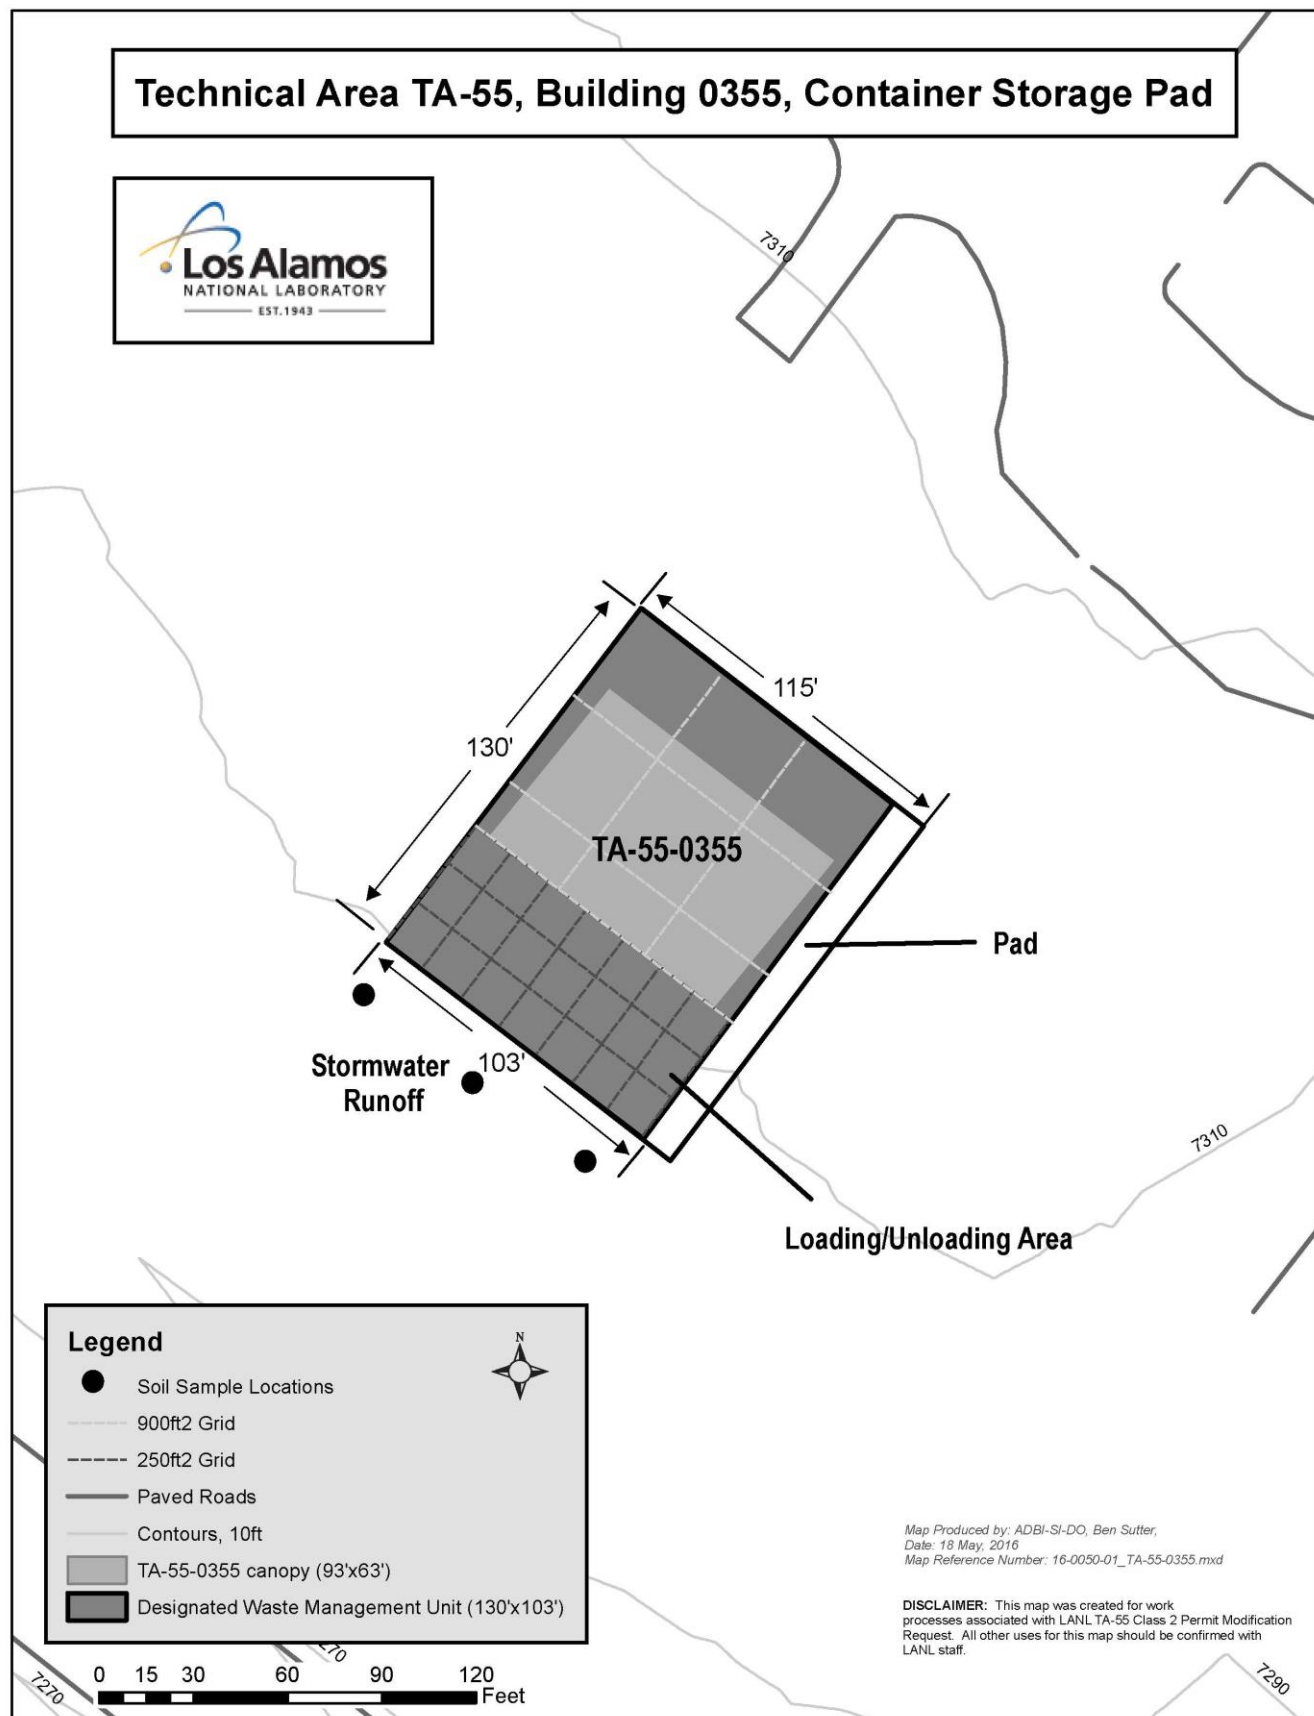 Technical Area TA-55, Building 0355, Container Storage Pad
Los Alamos
NATIONAL LABORATORY
EST.1943
7310
115'
130'
TA-55-0355
Pad
Stormwater
Runoff
103'
7310
Loading/Unloading Area
Legend
N
Soil Sample Locations
900ft2 Grid
250ft2 Grid
Paved Roads
Contours, 10ft
TA-55-0355 canopy (93'x63')
Designated Waste Management Unit (130'x103')
Map Produced by: ADBI-SI-DO, Ben Sutter,
Date: 18 May, 2016
Map Reference Number: 16-0050-01_TA-55-0355.mxd
DISCLAIMER: This map was created for work
processes associated with LANL TA-55 Class 2 Permit Modification
Request. All other uses for this map should be confirmed with
LANL staff.
7270
0 15 30 60 90 120
Feet
7290